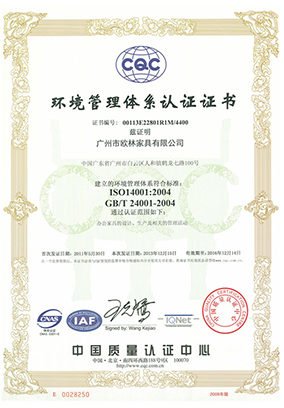 CQC
环境管理体系认证证书
证书编号: 00113E22801R1M/4400
兹证明
广州市欧林家具有限公司
中国广东省广州市白云区人和镇鹤龙七路100号
建立的环境管理体系符合标准:
ISO14001:2004
GB/T 24001-2004
通过认证范围如下:
办公家具的设计、生产及相关的管理活动
首次发证日期: 2011年5月30日 发证日期: 2013年12月15日 有效期至: 2016年12月14日
CNAS
IAF
Signed by: Wang Kejiao
IQNet
中国质量认证中心
中国·北京·南四环西路188号9区 100070
http://www.cqc.com.cn
E 0028250
2009年版